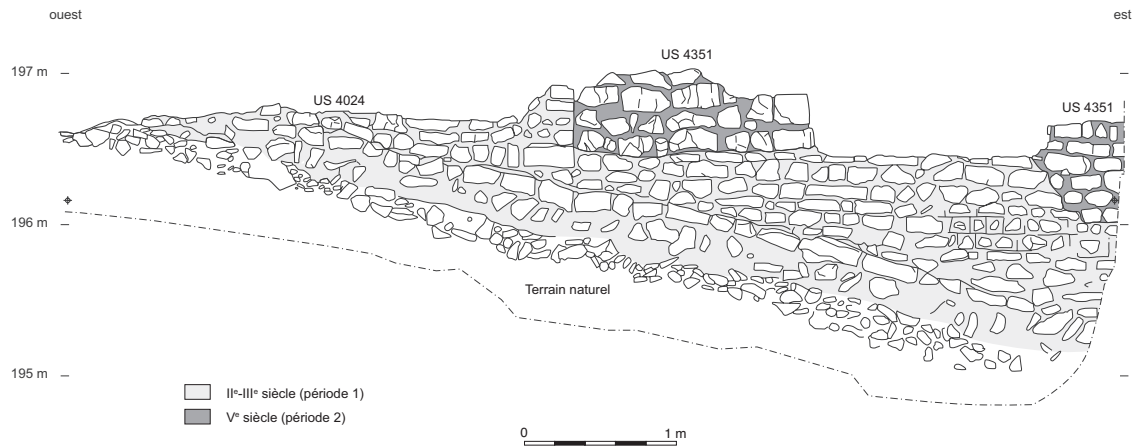 ouest
est
US 4351
197 m
US 4024
US 4351
196 m
Terrain naturel
195 m
IIᵉ-IIIᵉ siècle (période 1)
Vᵉ siècle (période 2)
0
1 m